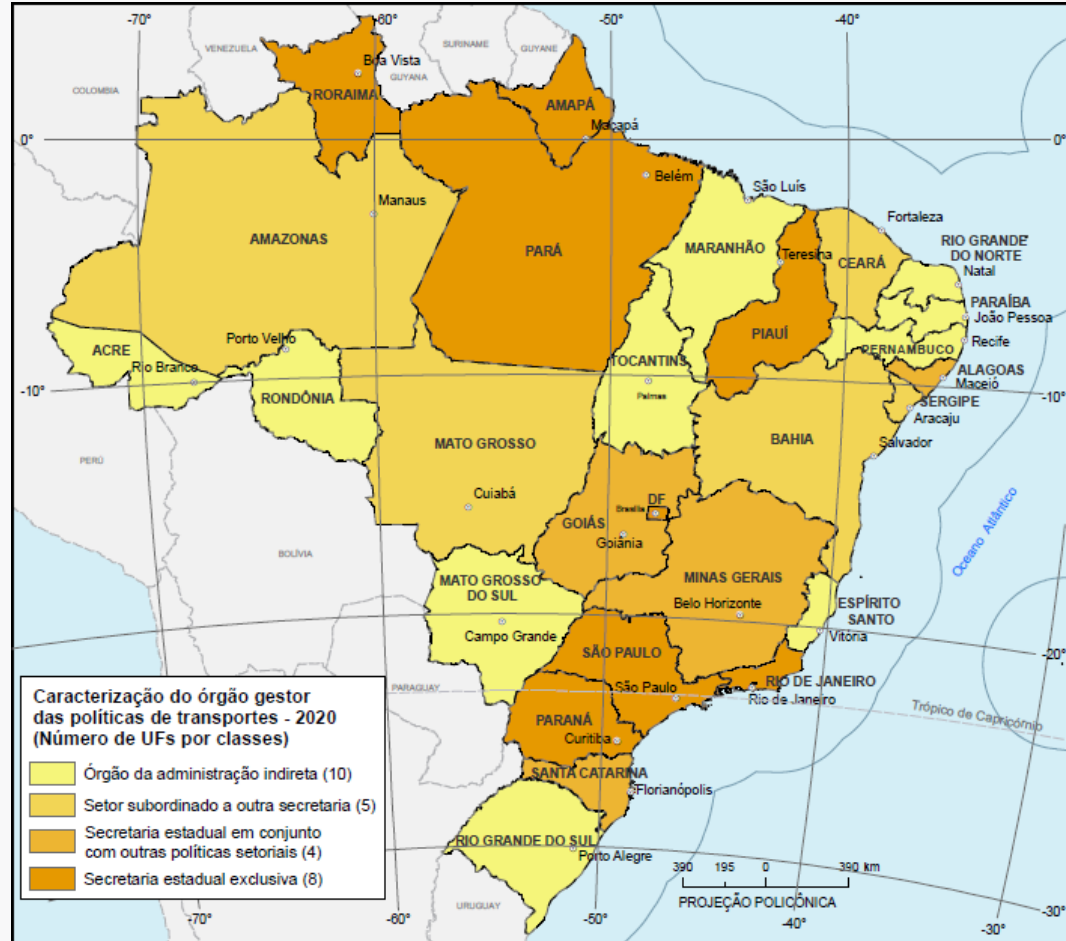 -70°
-60°
-50°
-40°
VENEZUELA
SURINAME
GUYANE
Boa Vista
GUYANA
COLOMBIA
RORAIMA
AMAPÁ
Macapá
0°
0°
Belém
São Luís
Manaus
Fortaleza
AMAZONAS
PARÁ
MARANHÃO
Teresina
CEARÁ
RIO GRANDE
DO NORTE
Natal
PARAÍBA
João Pessoa
PIAUÍ
Porto Velho
ACRE
Rio Branco
TOCANTINS
Palmas
PERNAMBUCO
Recife
ALAGOAS
Maceió
-10°
-10°
RONDÔNIA
SERGIPE
Aracaju
MATO GROSSO
BAHIA
Salvador
PERÚ
Cuiabá
DF
Brasília
GOIÁS
Goiânia
BOLÍVIA
Oceano Atlântico
MATO GROSSO
DO SUL
MINAS GERAIS
Belo Horizonte
ESPÍRITO
SANTO
Vitória
Campo Grande
SÃO PAULO
-20°
São Paulo
RIO DE JANEIRO
Rio de Janeiro
PARAGUAY
Trópico de Capricórnio
PARANÁ
Curitiba
SANTA CATARINA
Florianópolis
RIO GRANDE DO SUL
Porto Alegre
URUGUAY
Caracterização do órgão gestor
das políticas de transportes - 2020
(Número de UFs por classes)
Órgão da administração indireta (10)
Setor subordinado a outra secretaria (5)
Secretaria estadual em conjunto
com outras políticas setoriais (4)
Secretaria estadual exclusiva (8)
390 195 0 390 km
PROJEÇÃO POLICÔNICA
-70°
-60°
-50°
-40°
-30°
-30°